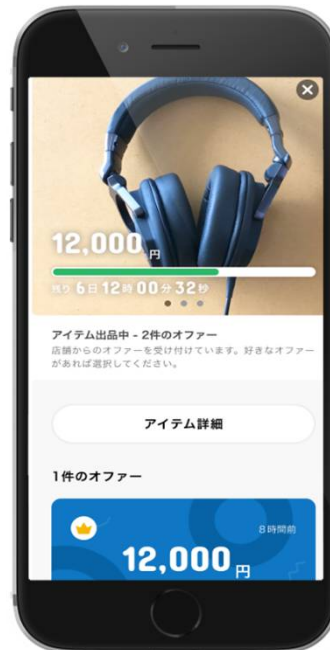 12,000円
残り 6日 12時 00分 32秒
アイテム出品中 - 2件のオファー
店舗からのオファーを受け付けています。好きなオファー
があれば選択してください。
アイテム詳細
1件のオファー
8時間前
12,000円